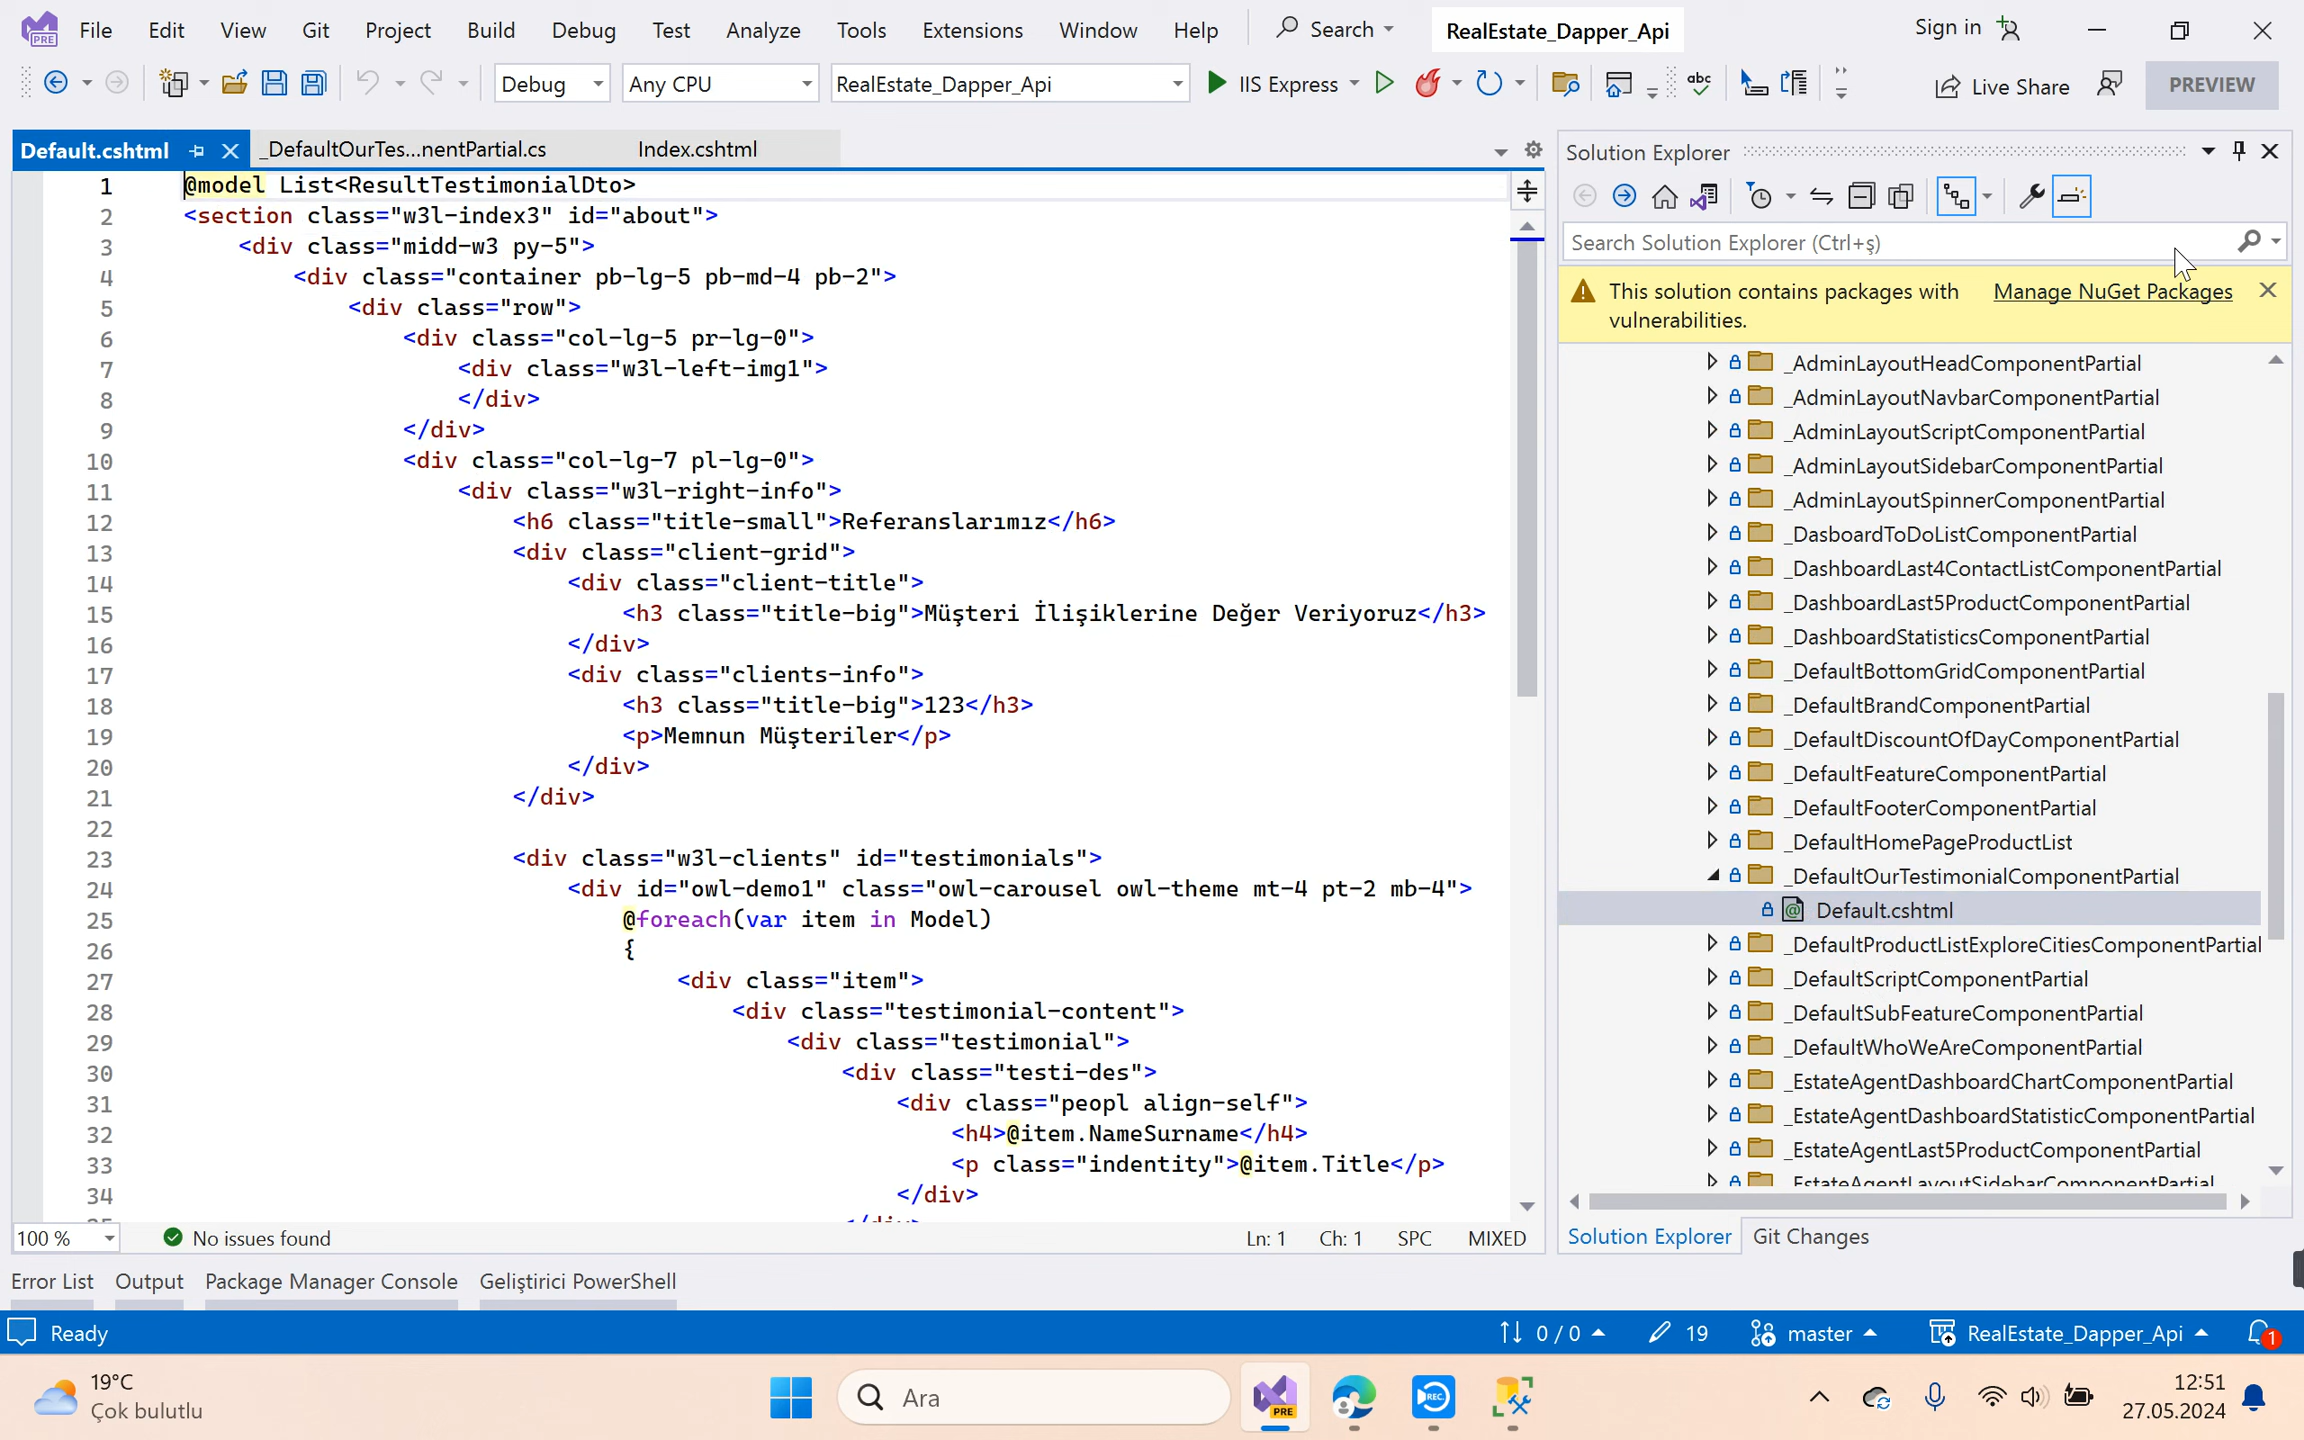 File Edit View Git Project Build Debug Test Analyze Tools Extensions Window Help Search RealEstate_Dapper_Api Sign in
PRE
Debug Any CPU RealEstate_Dapper_Api IIS Express abc Live Share PREVIEW
Default.cshtml _DefaultOurTes...nentPartial.cs Index.cshtml
1 @model List<ResultTestimonialDto>
2 <section class="w3l-index3" id="about">
3 <div class="midd-w3 py-5">
4 <div class="container pb-lg-5 pb-md-4 pb-2">
5 <div class="row">
6 <div class="col-lg-5 pr-lg-0">
7 <div class="w3l-left-img1">
8 </div>
9 </div>
10 <div class="col-lg-7 pl-lg-0">
11 <div class="w3l-right-info">
12 <h6 class="title-small">Referanslarımız</h6>
13 <div class="client-grid">
14 <div class="client-title">
15 <h3 class="title-big">Müşteri İlişiklerine Değer Veriyoruz</h3>
16 </div>
17 <div class="clients-info">
18 <h3 class="title-big">123</h3>
19 <p>Memnun Müşteriler</p>
20 </div>
21 </div>
22
23 <div class="w3l-clients" id="testimonials">
24 <div id="owl-demo1" class="owl-carousel owl-theme mt-4 pt-2 mb-4">
25 @foreach(var item in Model)
26 {
27 <div class="item">
28 <div class="testimonial-content">
29 <div class="testimonial">
30 <div class="testi-des">
31 <div class="peopl align-self">
32 <h4>@item.NameSurname</h4>
33 <p class="indentity">@item.Title</p>
34 </div>
100 % No issues found Ln: 1 Ch: 1 SPC MIXED
Solution Explorer
Search Solution Explorer (Ctrl+ş)
This solution contains packages with vulnerabilities. Manage NuGet Packages
_AdminLayoutHeadComponentPartial
_AdminLayoutNavbarComponentPartial
_AdminLayoutScriptComponentPartial
_AdminLayoutSidebarComponentPartial
_AdminLayoutSpinnerComponentPartial
_DasboardToDoListComponentPartial
_DashboardLast4ContactListComponentPartial
_DashboardLast5ProductComponentPartial
_DashboardStatisticsComponentPartial
_DefaultBottomGridComponentPartial
_DefaultBrandComponentPartial
_DefaultDiscountOfDayComponentPartial
_DefaultFeatureComponentPartial
_DefaultFooterComponentPartial
_DefaultHomePageProductList
_DefaultOurTestimonialComponentPartial
Default.cshtml
_DefaultProductListExploreCitiesComponentPartial
_DefaultScriptComponentPartial
_DefaultSubFeatureComponentPartial
_DefaultWhoWeAreComponentPartial
_EstateAgentDashboardChartComponentPartial
_EstateAgentDashboardStatisticComponentPartial
_EstateAgentLast5ProductComponentPartial
_EstateAgentLayoutSidebarComponentPartial
Solution Explorer Git Changes
Error List Output Package Manager Console Geliştirici PowerShell
Ready 0 / 0 19 master RealEstate_Dapper_Api 1
19°C
Çok bulutlu
Ara
PRE
REC
12:51
27.05.2024